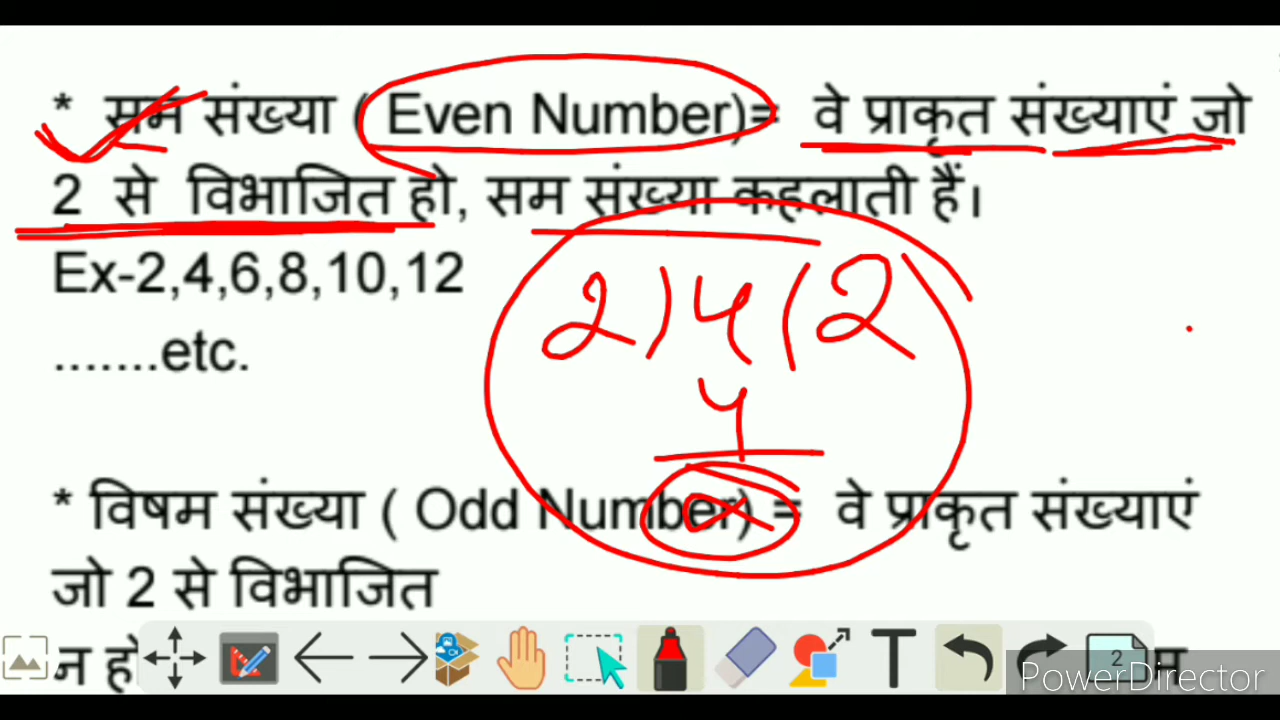 * सम संख्या ( Even Number)= वे प्राकृत संख्याएं जो
2 से विभाजित हो, सम संख्या कहलाती हैं।
Ex-2,4,6,8,10,12
2)4(2
.......etc.
4
* विषम संख्या ( Odd Number) = वे प्राकृत संख्याएं
जो 2 से विभाजित
न हो
T
2
PowerDirector